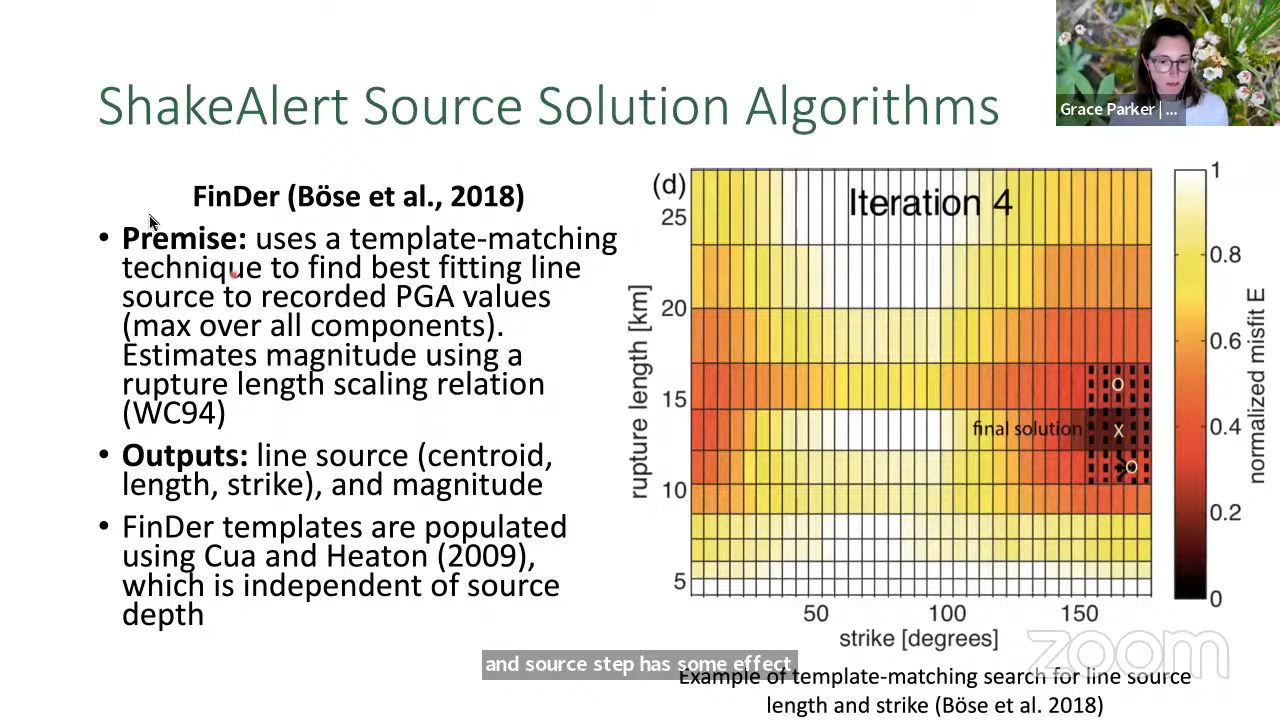 ShakeAlert Source Solution Algorithms
Grace Parker | ...
FinDer (Böse et al., 2018)
• Premise: uses a template-matching
technique to find best fitting line
source to recorded PGA values
(max over all components).
Estimates magnitude using a
rupture length scaling relation
(WC94)
• Outputs: line source (centroid,
length, strike), and magnitude
• FinDer templates are populated
using Cua and Heaton (2009),
which is independent of source
depth
(d)
Iteration 4
rupture length [km]
25
20
15
10
5
final solution
O
X
O
50 100 150
strike [degrees]
1
0.8
0.6
0.4
0.2
0
normalized misfit E
zoom
and source step has some effect
Example of template-matching search for line source
length and strike (Böse et al. 2018)